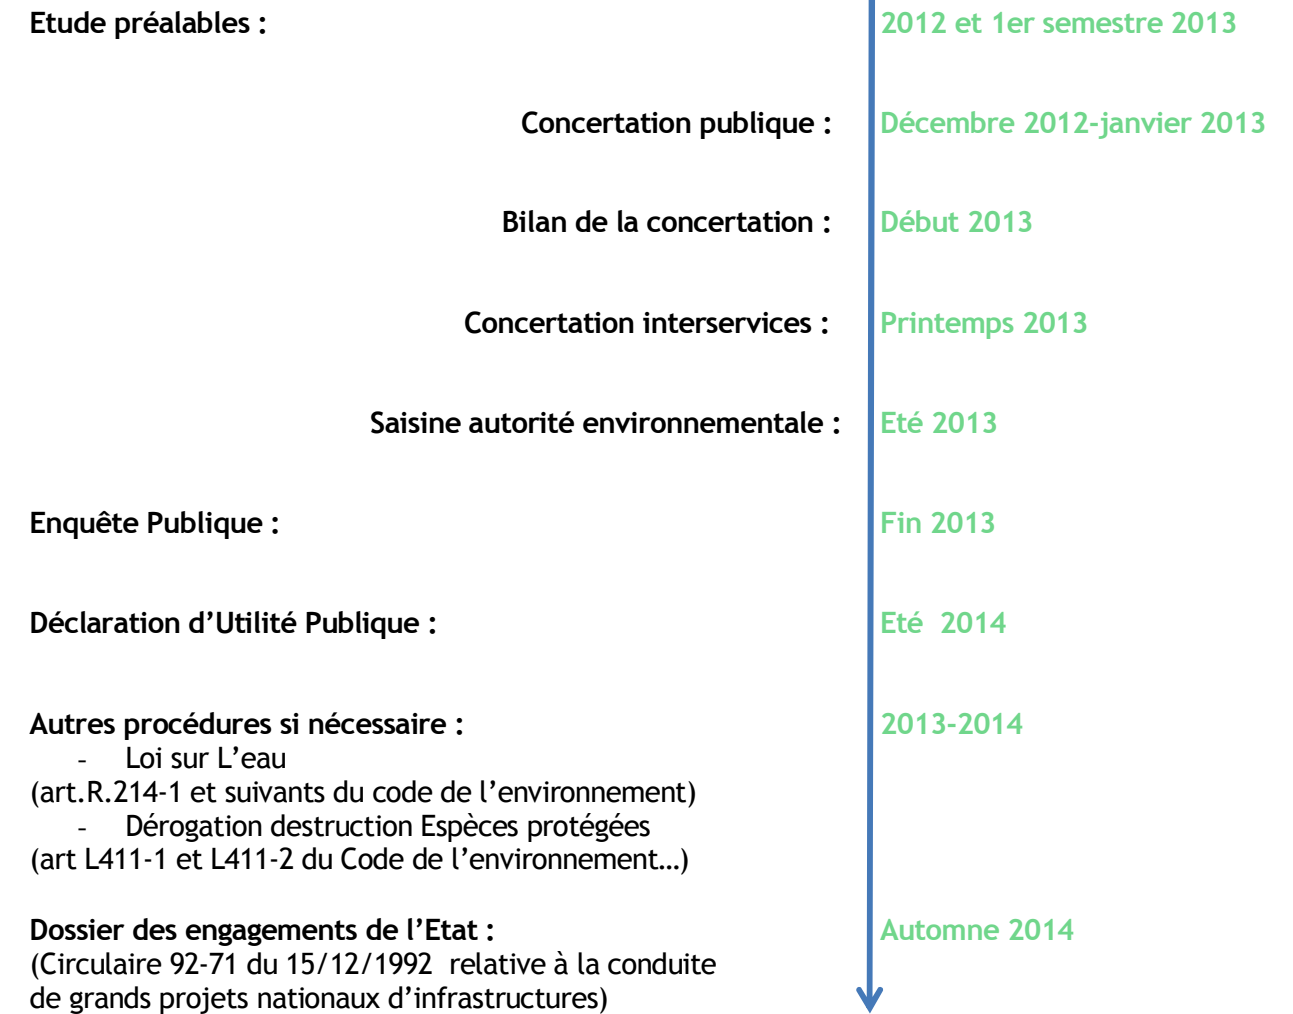 Etude préalables : 2012 et 1er semestre 2013
Concertation publique : Décembre 2012-janvier 2013
Bilan de la concertation : Début 2013
Concertation interservices : Printemps 2013
Saisine autorité environnementale : Eté 2013
Enquête Publique : Fin 2013
Déclaration d’Utilité Publique : Eté 2014
Autres procédures si nécessaire : 2013-2014
- Loi sur L’eau
(art.R.214-1 et suivants du code de l’environnement)
- Dérogation destruction Espèces protégées
(art L411-1 et L411-2 du Code de l’environnement…)
Dossier des engagements de l’Etat : Automne 2014
(Circulaire 92-71 du 15/12/1992 relative à la conduite
de grands projets nationaux d’infrastructures)